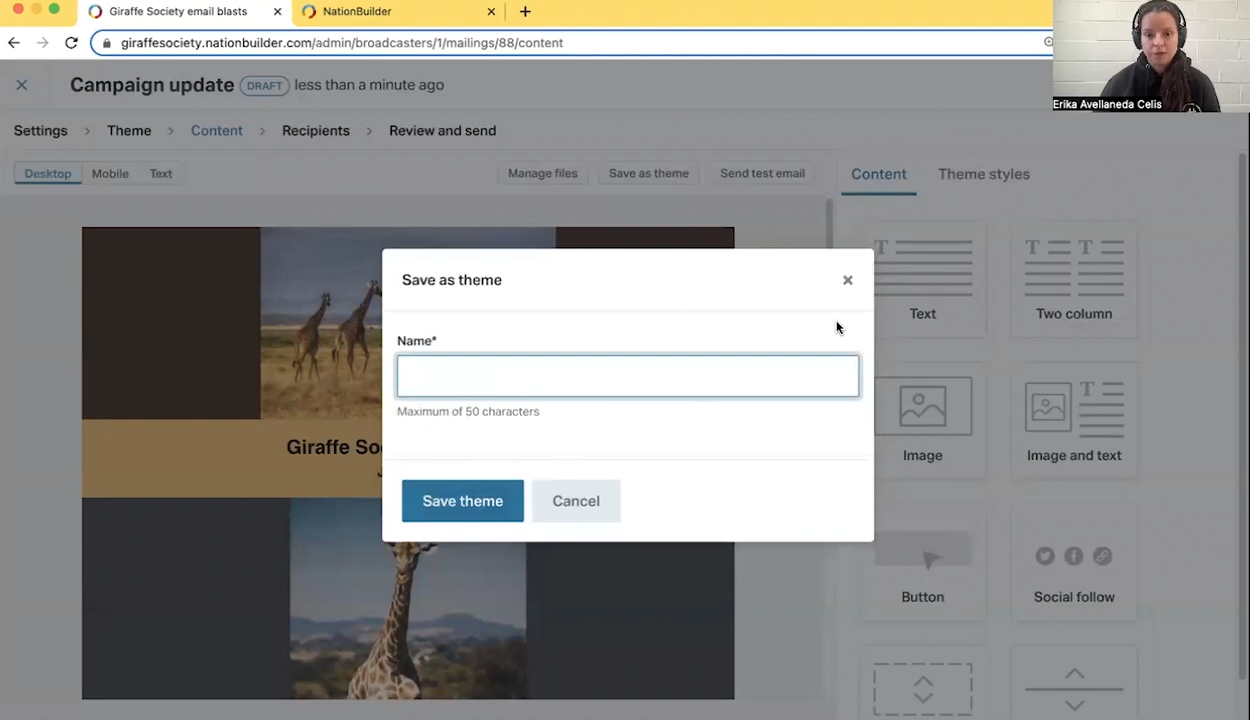 Giraffe Society email blasts
NationBuilder
giraffesociety.nationbuilder.com/admin/broadcasters/1/mailings/88/content
Erika Avellaneda Celis
Campaign update DRAFT less than a minute ago
Settings > Theme > Content > Recipients > Review and send
Desktop Mobile Text Manage files Save as theme Send test email Content Theme styles
Save as theme
Name*
Maximum of 50 characters
Save theme Cancel
Giraffe So
Text Two column
Image Image and text
Button Social follow